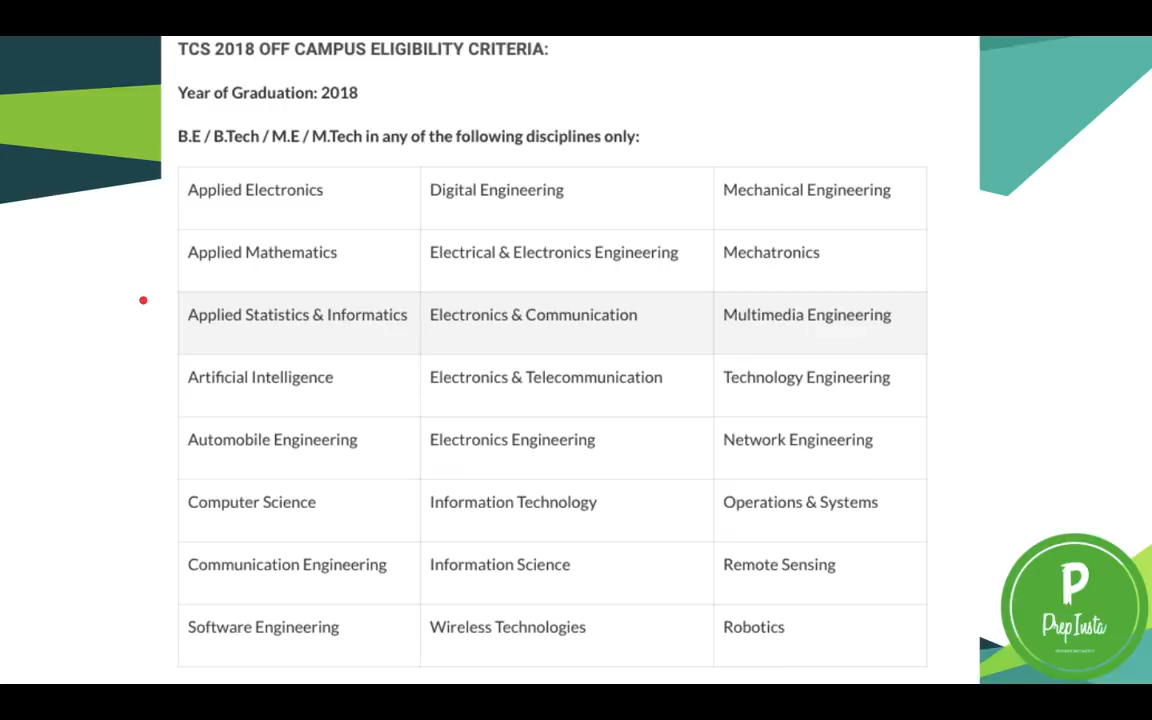 TCS 2018 OFF CAMPUS ELIGIBILITY CRITERIA:
Year of Graduation: 2018
B.E / B.Tech / M.E / M.Tech in any of the following disciplines only:
Applied Electronics Digital Engineering Mechanical Engineering
Applied Mathematics Electrical & Electronics Engineering Mechatronics
Applied Statistics & Informatics Electronics & Communication Multimedia Engineering
Artificial Intelligence Electronics & Telecommunication Technology Engineering
Automobile Engineering Electronics Engineering Network Engineering
Computer Science Information Technology Operations & Systems
Communication Engineering Information Science Remote Sensing
Software Engineering Wireless Technologies Robotics
P
Prep Insta